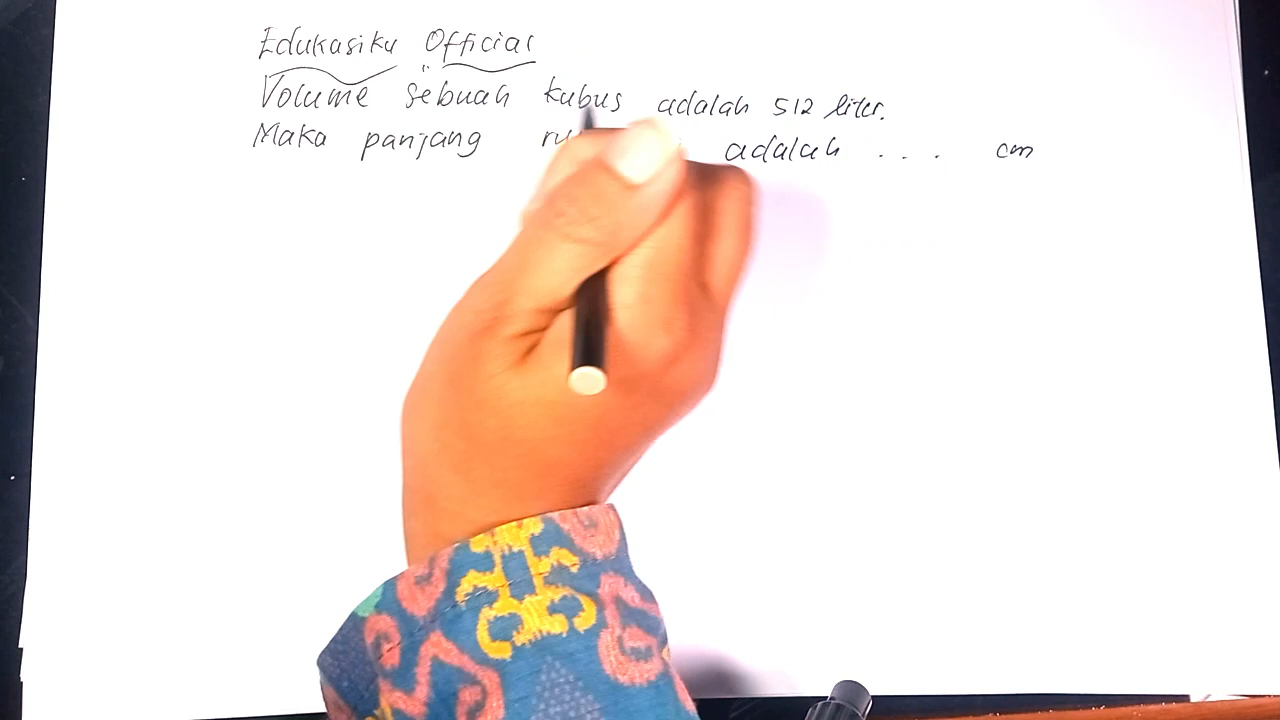 Edukasiku Official
Volume sebuah kubus adalah 512 liter.
Maka panjang adalah . . . cm